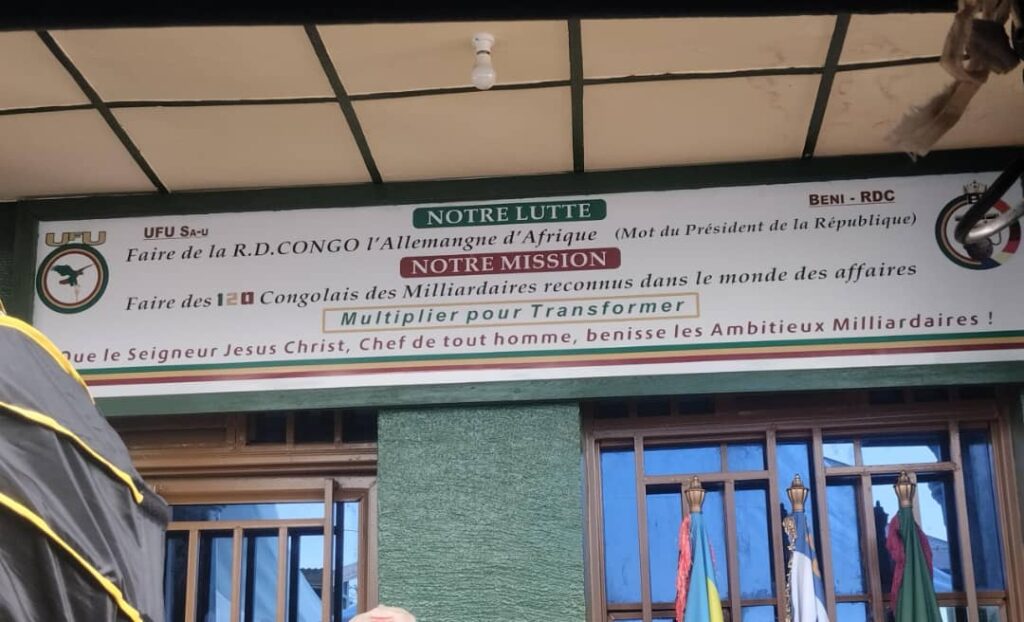 UFU
UFU Sa-u
BENI - RDC
NOTRE LUTTE
Faire de la R.D.CONGO l'Allemangne d'Afrique (Mot du Président de la République)
NOTRE MISSION
Faire des 120 Congolais des Milliardaires reconnus dans le monde des affaires
Multiplier pour Transformer
Que le Seigneur Jesus Christ, Chef de tout homme, benisse les Ambitieux Milliardaires !